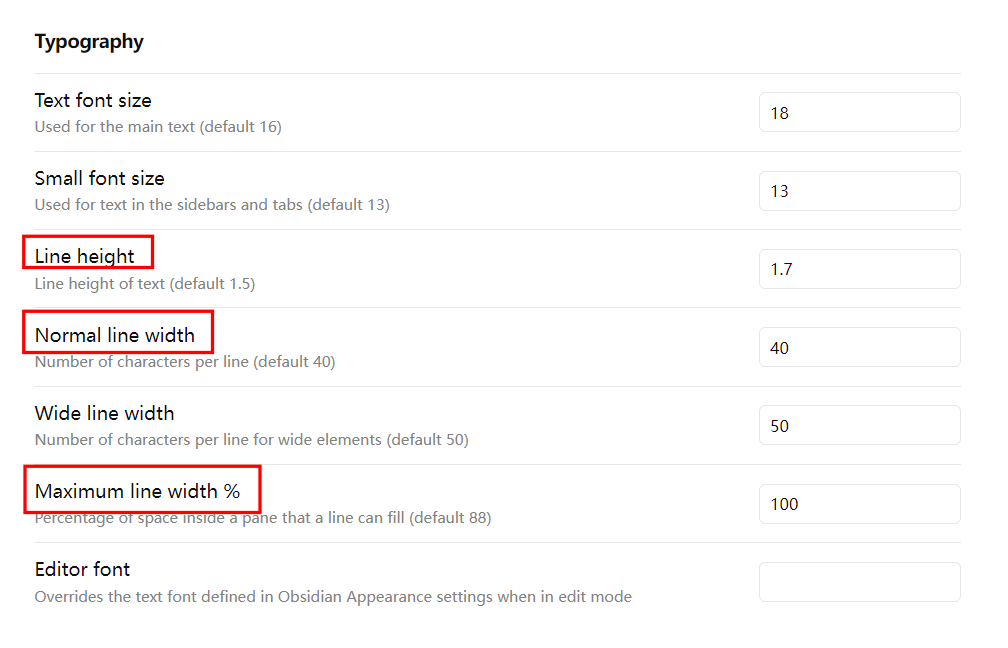 Typography
Text font size
Used for the main text (default 16)
18
Small font size
Used for text in the sidebars and tabs (default 13)
13
Line height
Line height of text (default 1.5)
1.7
Normal line width
Number of characters per line (default 40)
40
Wide line width
Number of characters per line for wide elements (default 50)
50
Maximum line width %
Percentage of space inside a pane that a line can fill (default 88)
100
Editor font
Overrides the text font defined in Obsidian Appearance settings when in edit mode